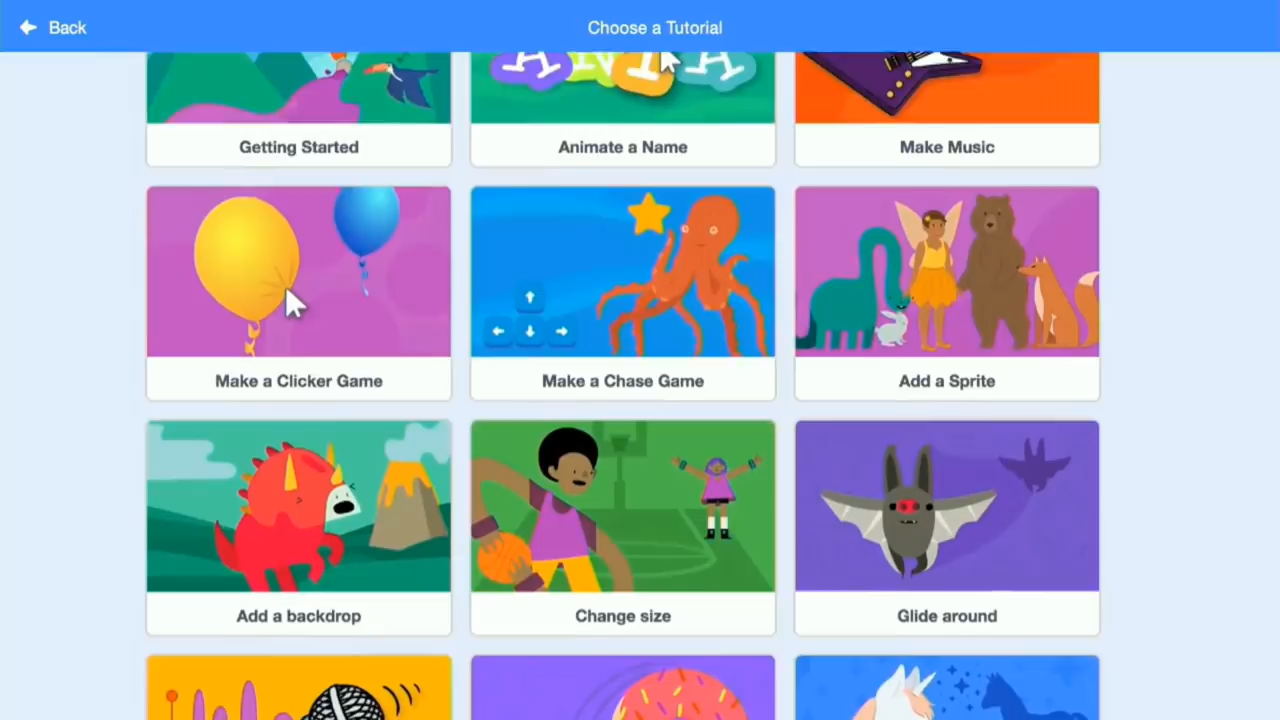 Back
Choose a Tutorial
Getting Started
Animate a Name
Make Music
Make a Clicker Game
Make a Chase Game
Add a Sprite
Add a backdrop
Change size
Glide around